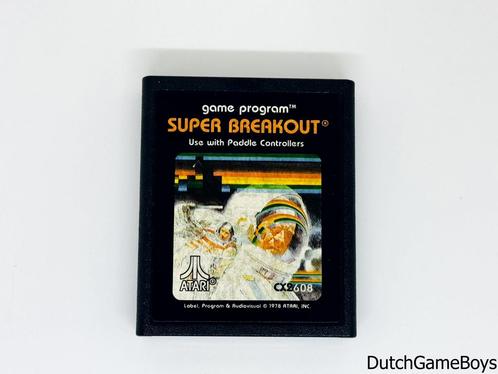 game program™
SUPER BREAKOUT®
Use with Paddle Controllers
ATARI®
CX2608
Label, Program & Audiovisual © 1978 ATARI, INC.
DutchGameBoys